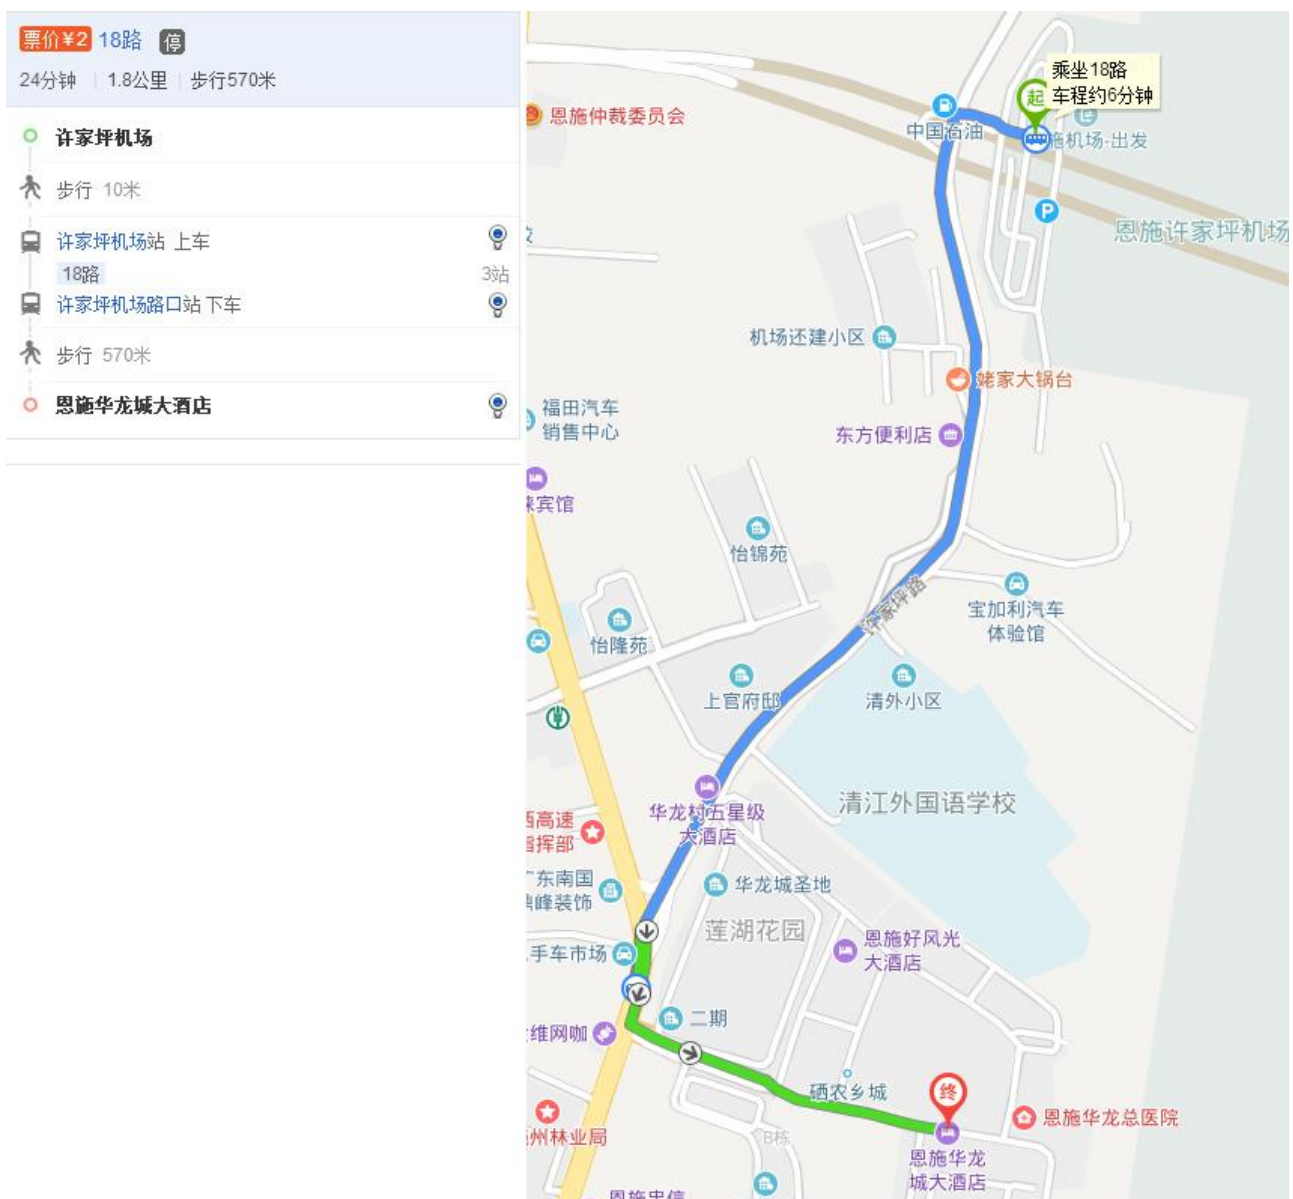 票价¥2 18路 停
24分钟 1.8公里 步行570米
许家坪机场
步行 10米
许家坪机场站 上车
18路 3站
许家坪机场路口站 下车
步行 570米
恩施华龙城大酒店
乘坐18路
车程约6分钟
起
恩施仲裁委员会
中国石油
施机场-出发
P
恩施许家坪机场
机场还建小区
姥家大锅台
福田汽车
销售中心
东方便利店
宾馆
怡锦苑
许家坪路
宝加利汽车
体验馆
怡隆苑
上官府邸
清外小区
华龙村五星级
大酒店
清江外国语学校
西高速
指挥部
广东南国
鼎峰装饰
华龙城圣地
莲湖花园
恩施好风光
大酒店
手车市场
二期
维网咖
硒农乡城
终
州林业局
B栋
恩施华龙总医院
恩施华龙
城大酒店
恩施忠信